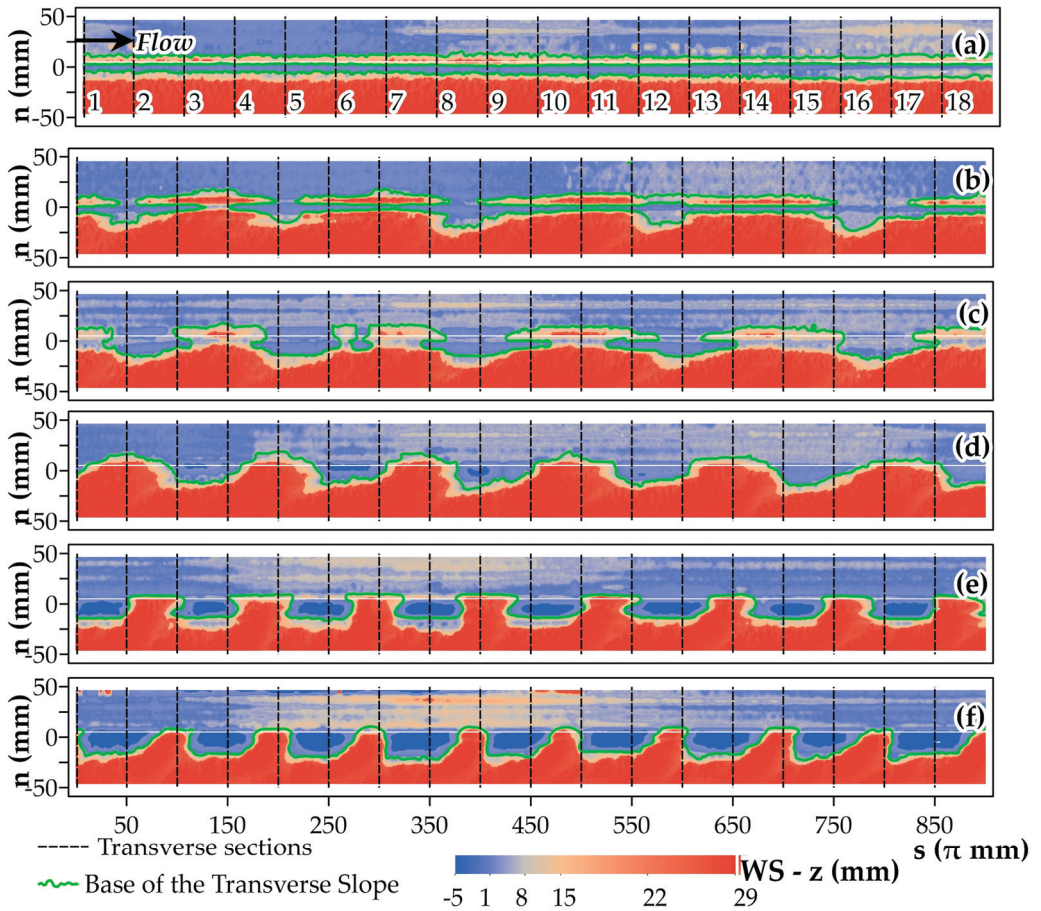 n (mm)
50
0
-50
Flow
(a)
1 2 3 4 5 6 7 8 9 10 11 12 13 14 15 16 17 18
n (mm)
50
0
-50
(b)
n (mm)
50
0
-50
(c)
n (mm)
50
0
-50
(d)
n (mm)
50
0
-50
(e)
n (mm)
50
0
-50
(f)
50 150 250 350 450 550 650 750 850
s (π mm)
Transverse sections
Base of the Transverse Slope
WS - z (mm)
-5 1 8 15 22 29